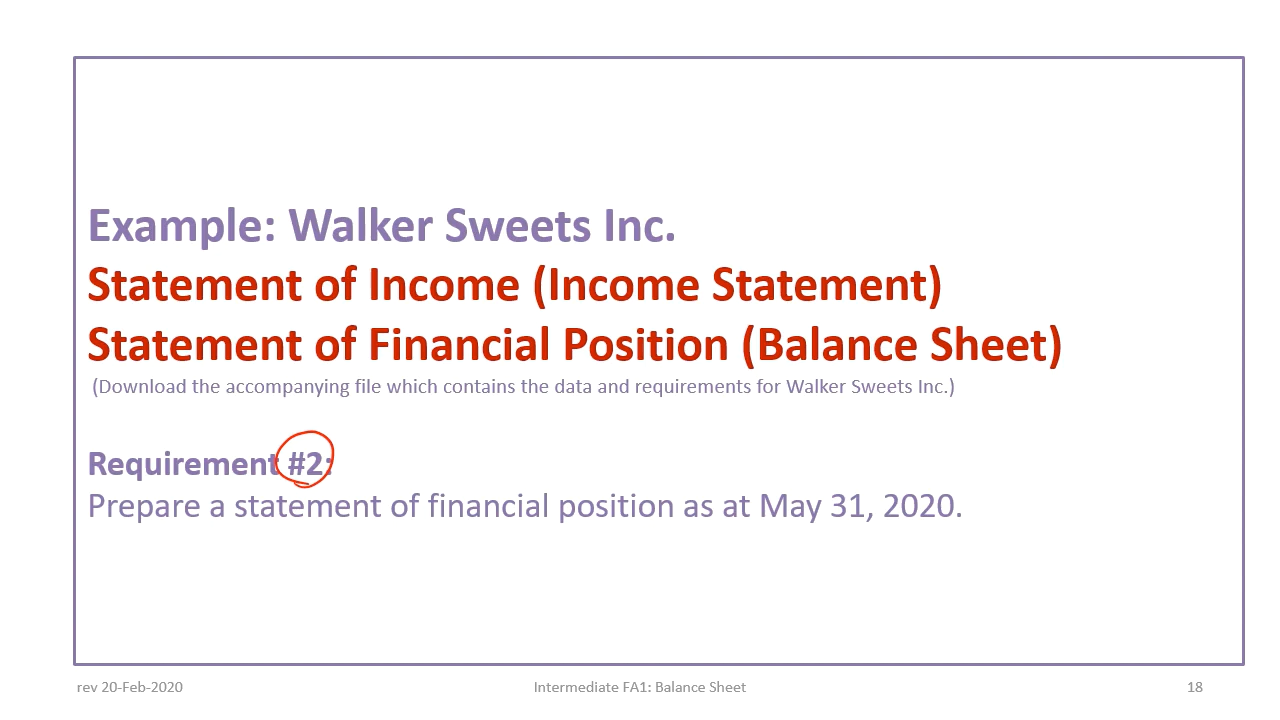 Example: Walker Sweets Inc.
Statement of Income (Income Statement)
Statement of Financial Position (Balance Sheet)
(Download the accompanying file which contains the data and requirements for Walker Sweets Inc.)
Requirement #2:
Prepare a statement of financial position as at May 31, 2020.
rev 20-Feb-2020
Intermediate FA1: Balance Sheet
18